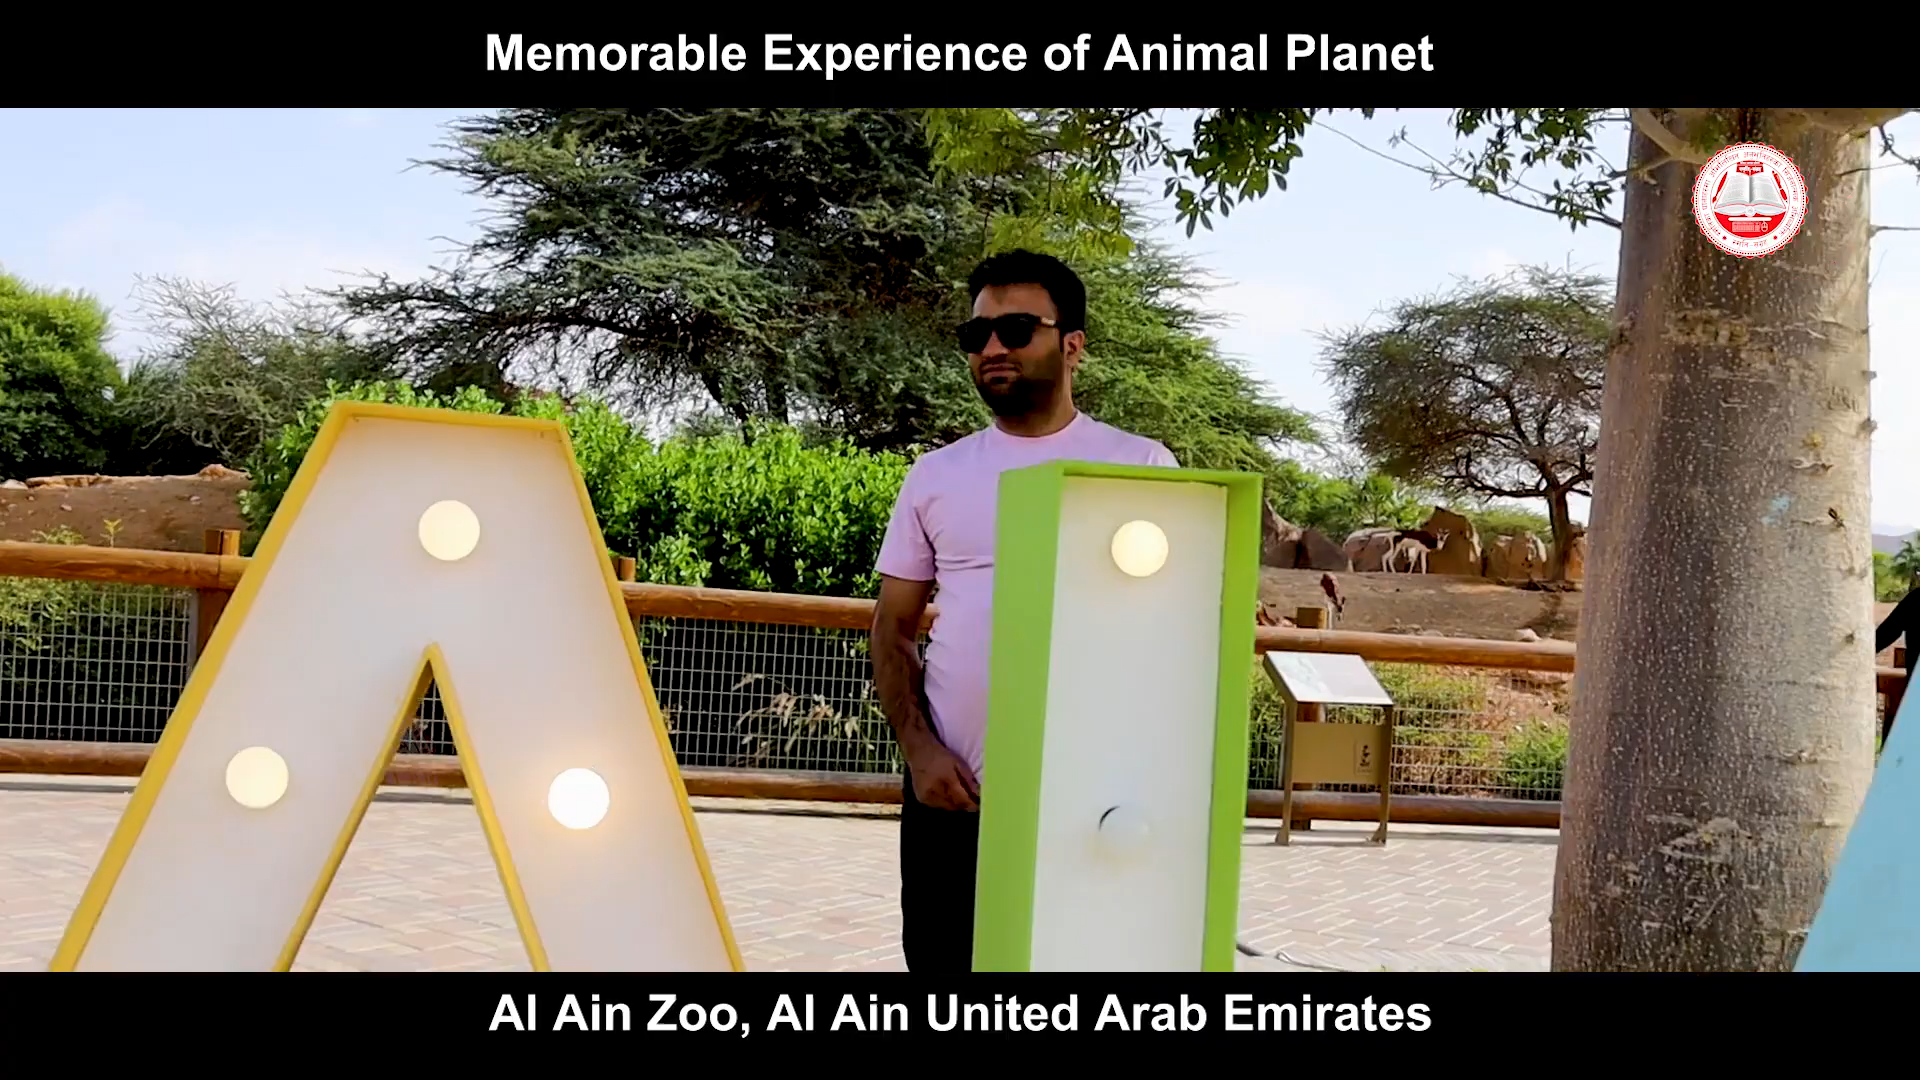 Memorable Experience of Animal Planet
A I
Al Ain Zoo, Al Ain United Arab Emirates